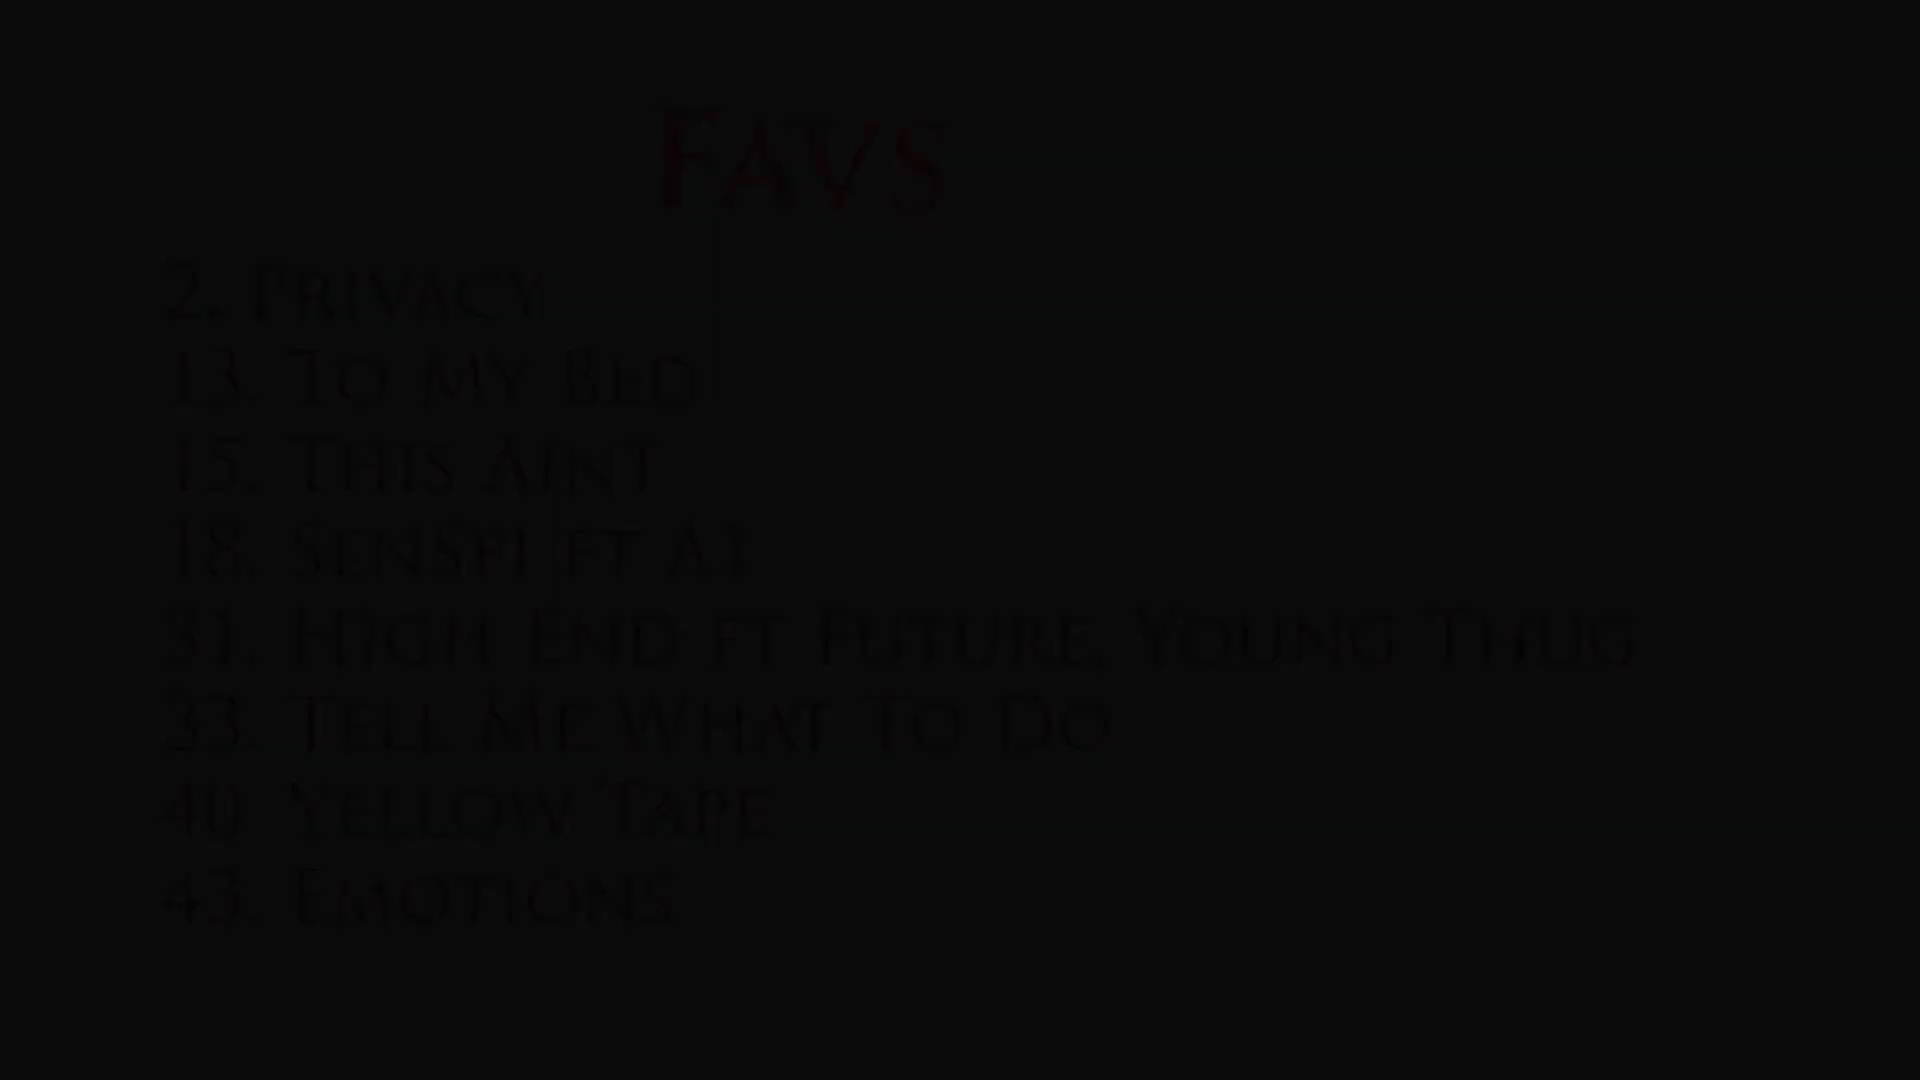 Favs
2. Privacy
13. To My Bed
15. This Aint
18. Sensei ft A1
31. High End ft Future, Young Thug
33. Tell Me What To Do
40. Yellow Tape
43. Emotions